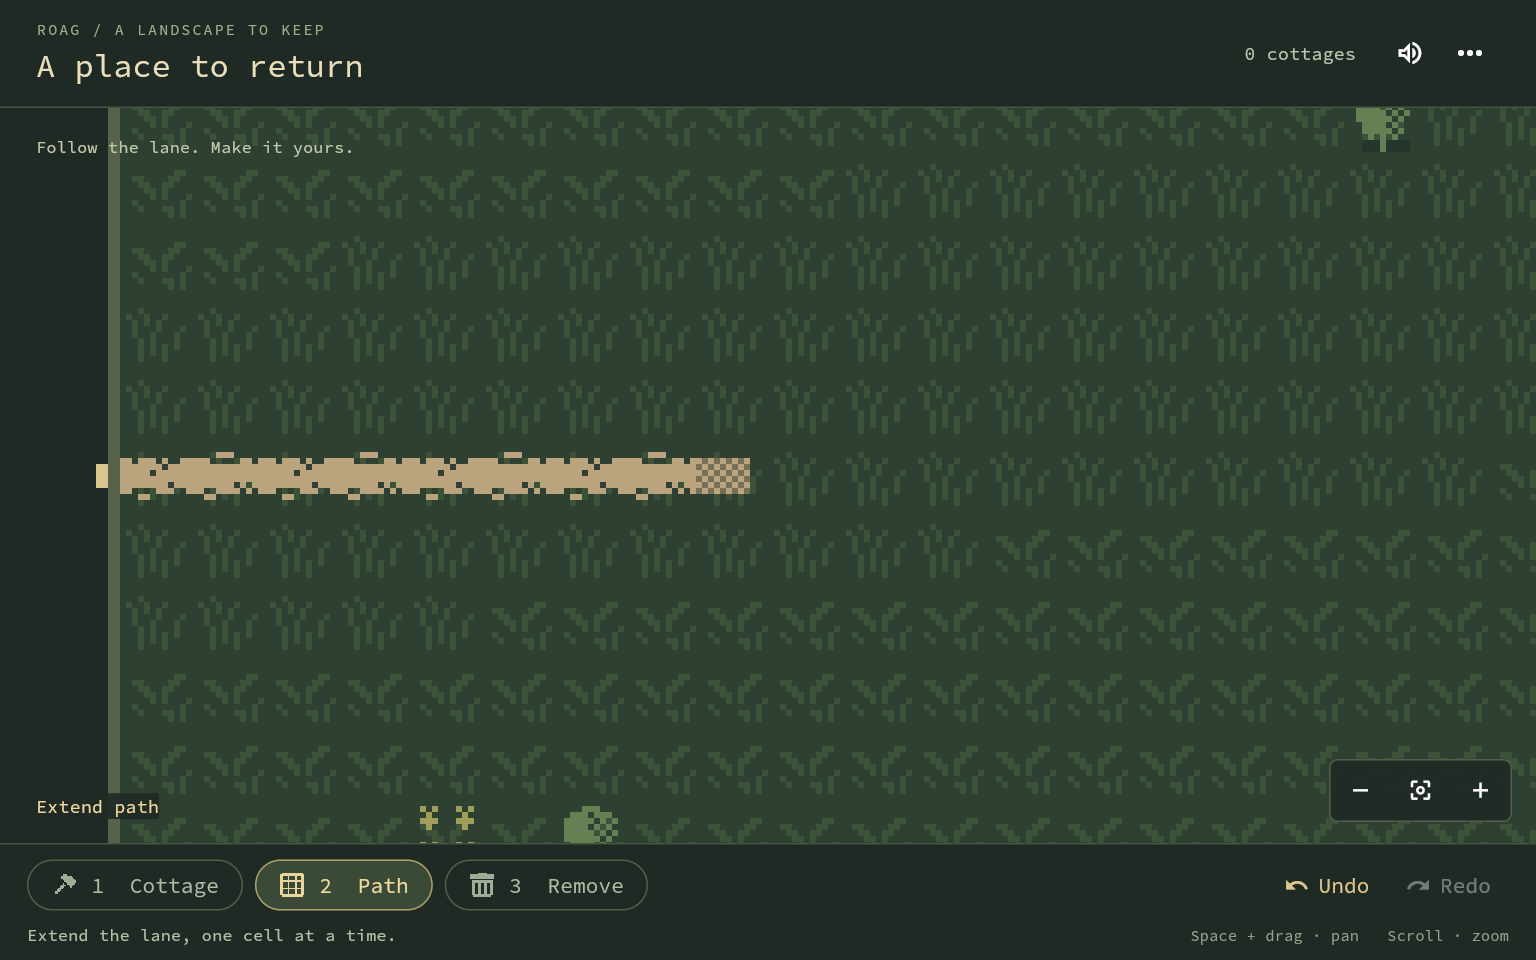 ROAG / A LANDSCAPE TO KEEP
A place to return
0 cottages
Follow the lane. Make it yours.
Extend path
1 Cottage
2 Path
3 Remove
Undo
Redo
Extend the lane, one cell at a time.
Space + drag · pan
Scroll · zoom